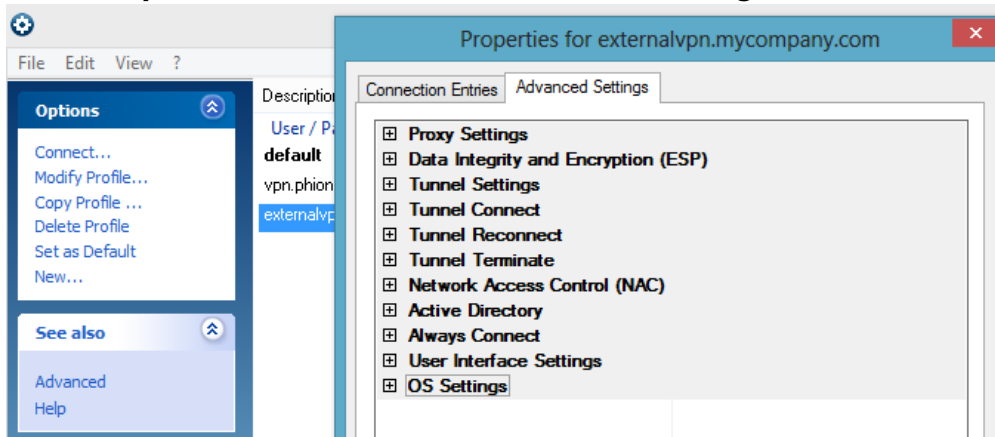 Properties for externalvpn.mycompany.com
File Edit View ?
Connection Entries Advanced Settings
Options
Connect...
Modify Profile...
Copy Profile ...
Delete Profile
Set as Default
New...
See also
Advanced
Help
User /
default
vpn.phion
Proxy Settings
Data Integrity and Encryption (ESP)
Tunnel Settings
Tunnel Connect
Tunnel Reconnect
Tunnel Terminate
Network Access Control (NAC)
Active Directory
Always Connect
User Interface Settings
OS Settings